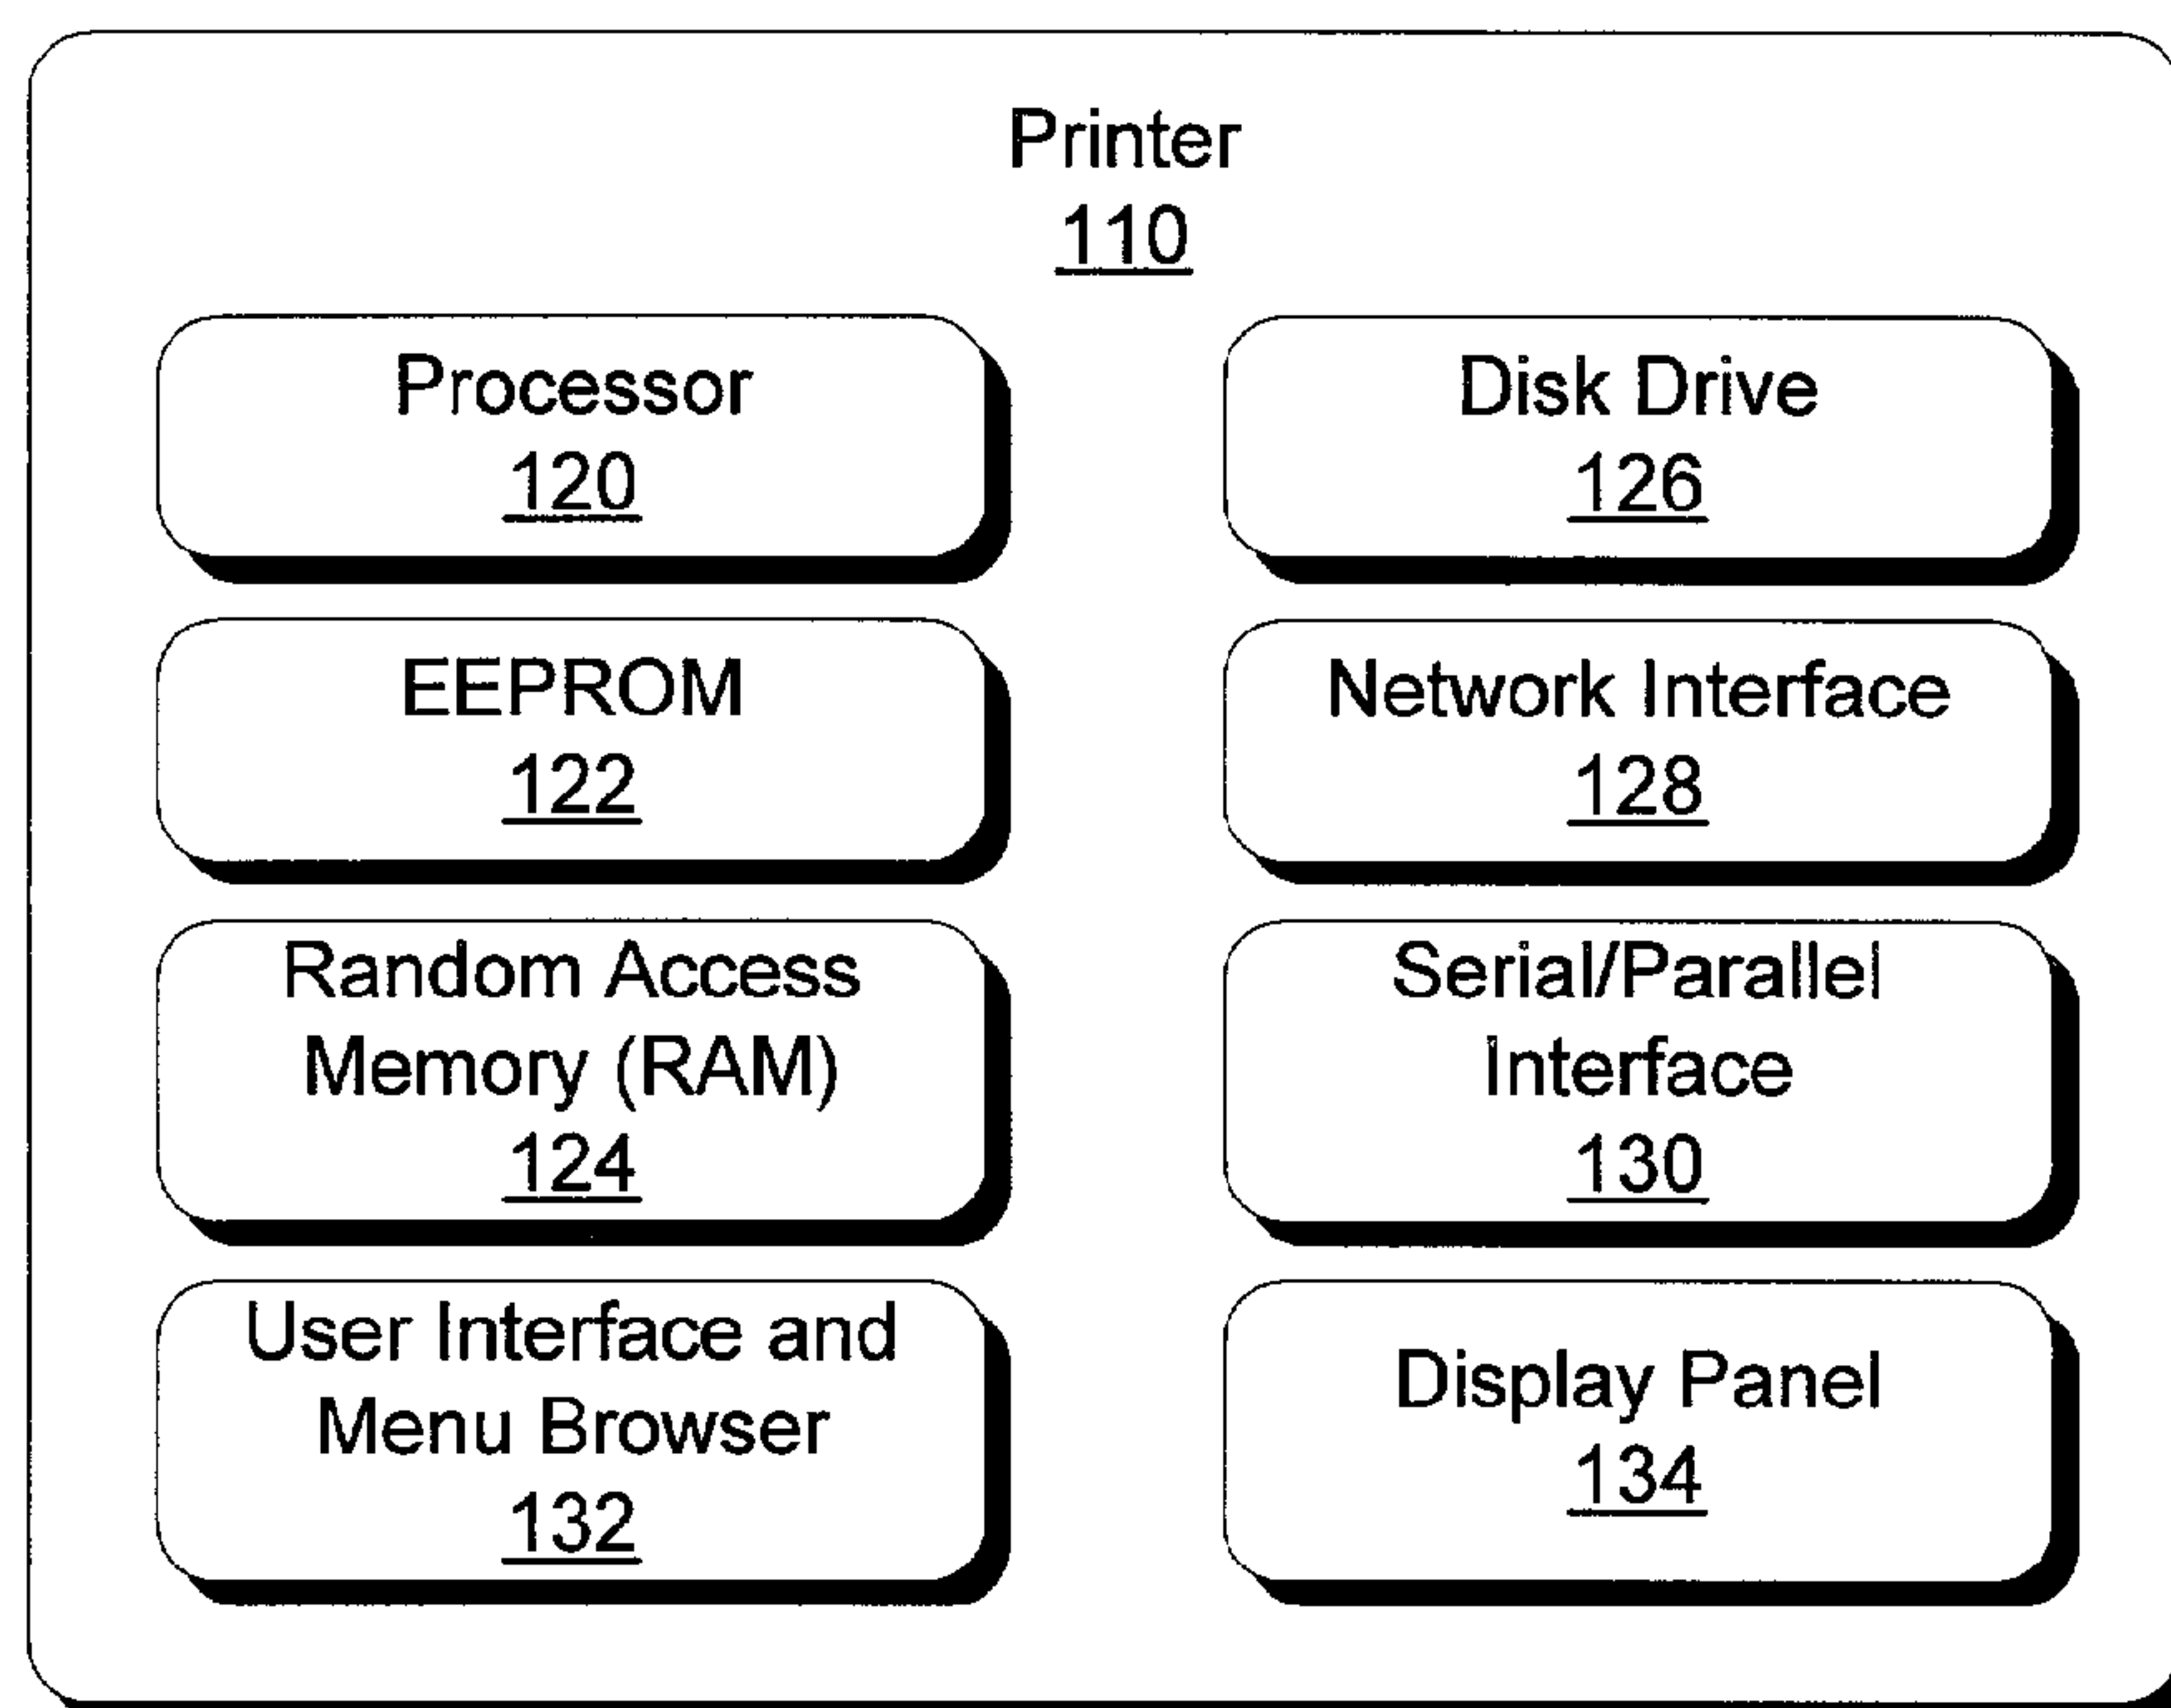 Printer
110
Processor
120
Disk Drive
126
EEPROM
122
Network Interface
128
Random Access
Memory (RAM)
124
Serial/Parallel
Interface
130
User Interface and
Menu Browser
132
Display Panel
134